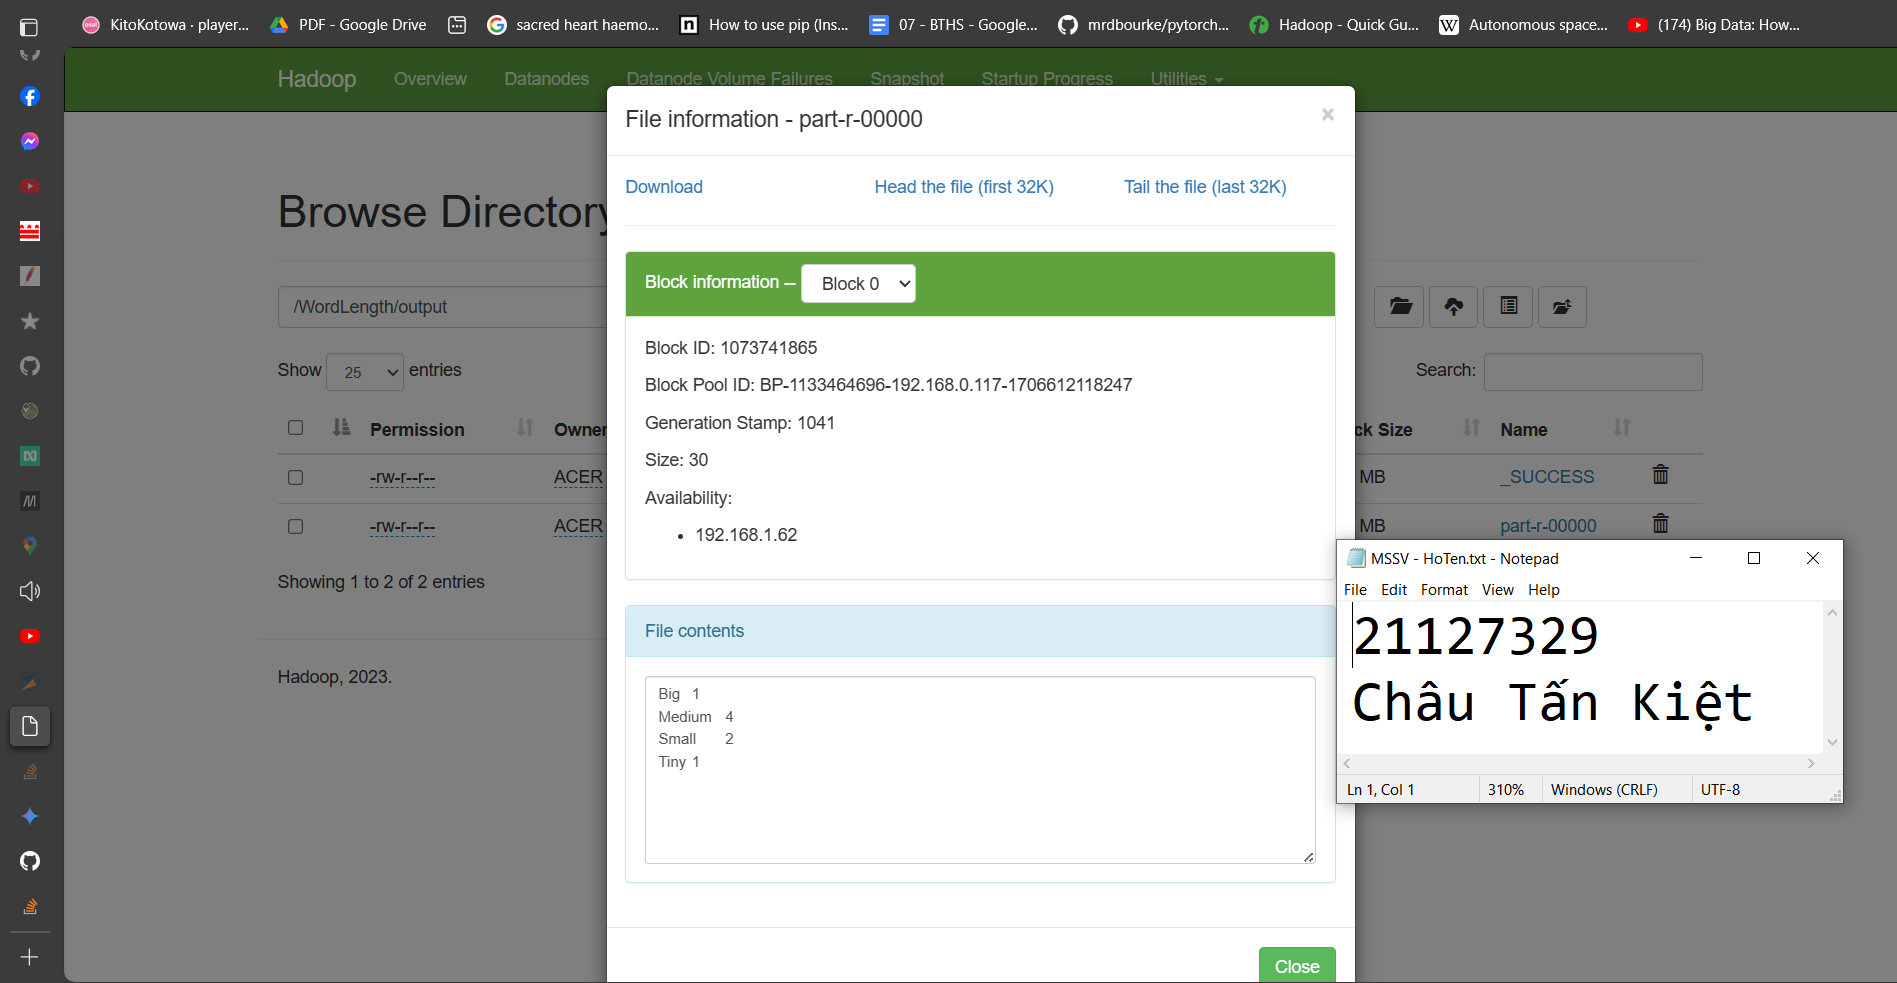 KitoKotowa · player...
PDF - Google Drive
sacred heart haemo...
How to use pip (Ins...
07 - BTHS - Google...
mrdbourke/pytorch...
Hadoop - Quick Gu...
Autonomous space...
(174) Big Data: How...
Hadoop
Overview
Datanodes
Datanode Volume Failures
Snapshot
Startup Progress
Utilities
File information - part-r-00000
×
Download
Head the file (first 32K)
Tail the file (last 32K)
Browse Directory
/WordLength/output
Block information --
Block 0
Block ID: 1073741865
Block Pool ID: BP-1133464696-192.168.0.117-1706612118247
Generation Stamp: 1041
Size: 30
Availability:
192.168.1.62
Show 25 entries
Search:
Permission
Owner
ck Size
Name
-rw-r--r--
ACER
MB
_SUCCESS
-rw-r--r--
ACER
MB
part-r-00000
Showing 1 to 2 of 2 entries
Hadoop, 2023.
File contents
Big 1
Medium 4
Small 2
Tiny 1
Close
MSSV - HoTen.txt - Notepad
File Edit Format View Help
21127329
Châu Tấn Kiệt
Ln 1, Col 1
310%
Windows (CRLF)
UTF-8